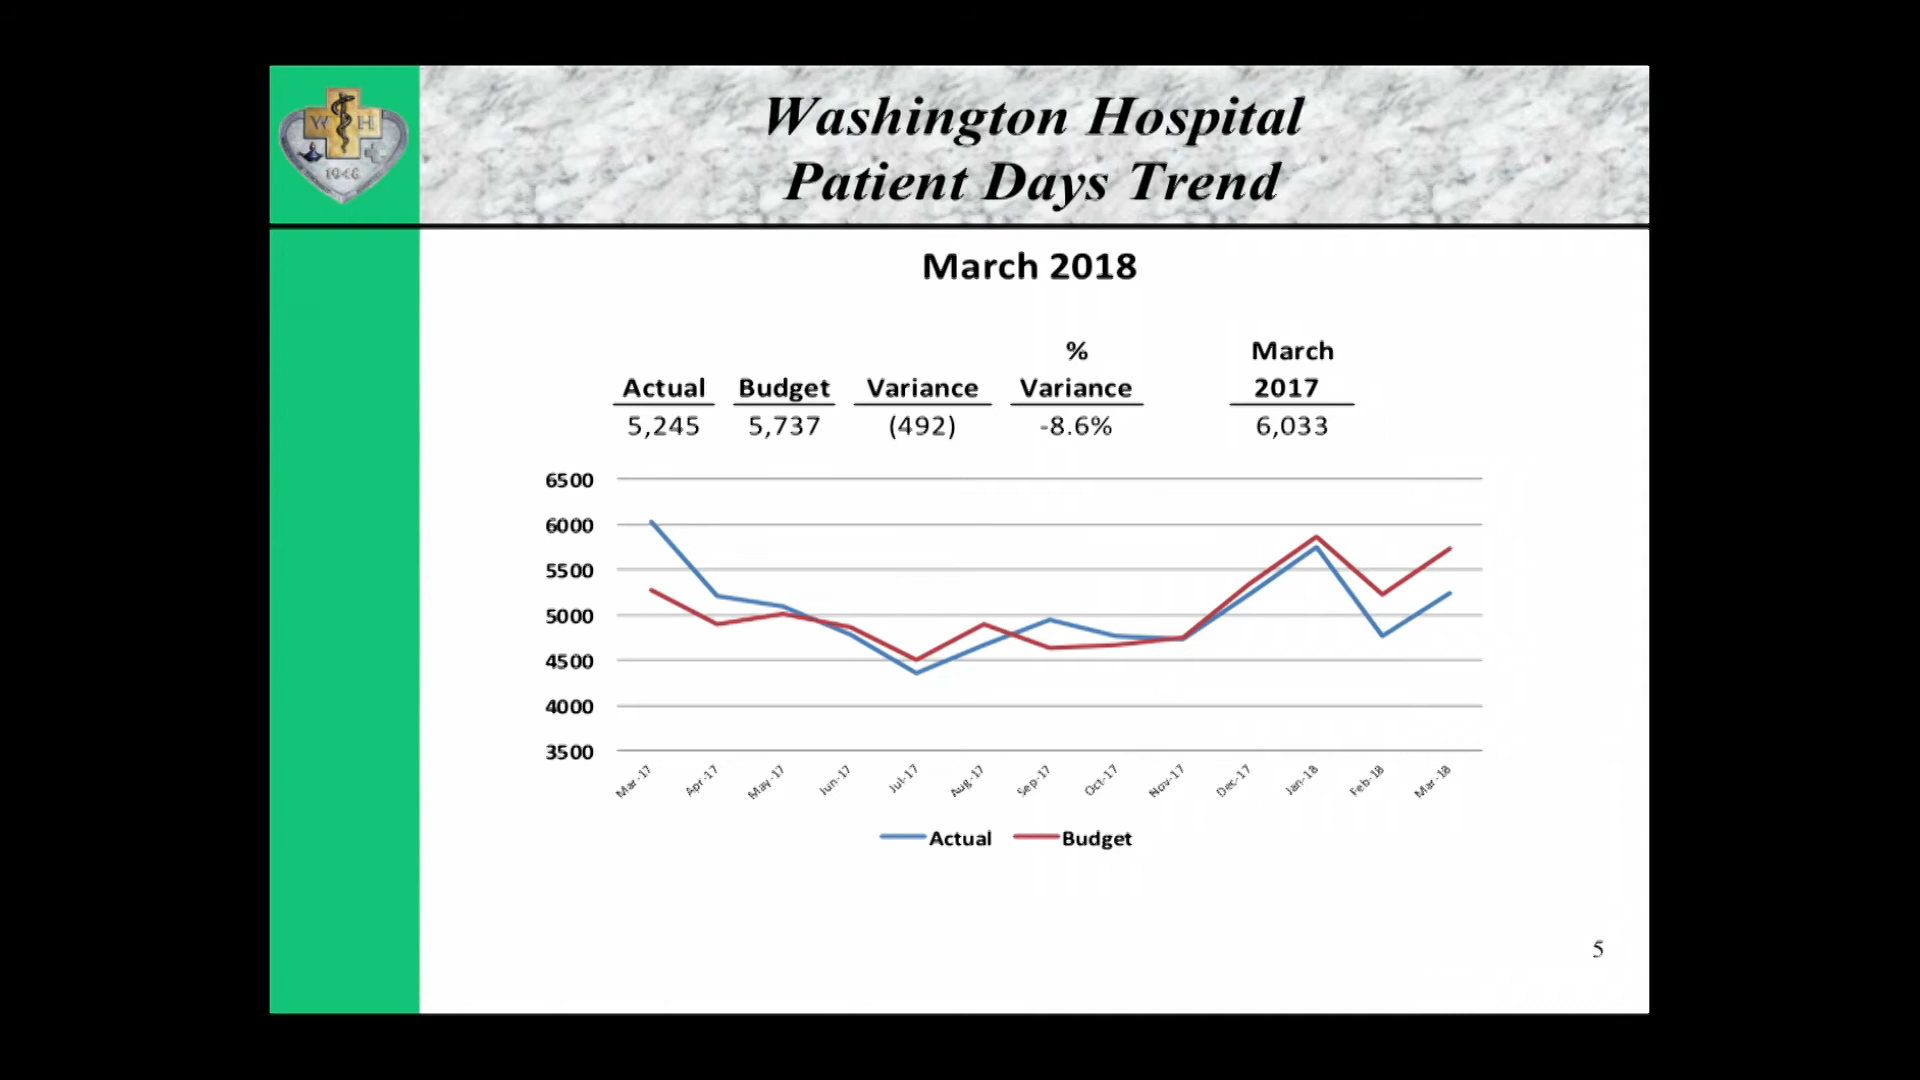 W H
1948
Washington Hospital
Patient Days Trend
March 2018
Actual Budget Variance % Variance March 2017
5,245 5,737 (492) -8.6% 6,033
6500
6000
5500
5000
4500
4000
3500
Mar-17 Apr-17 May-17 Jun-17 Jul-17 Aug-17 Sep-17 Oct-17 Nov-17 Dec-17 Jan-18 Feb-18 Mar-18
Actual Budget
5